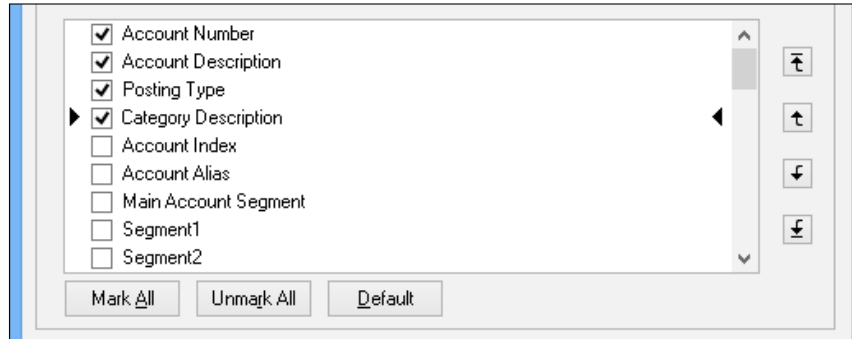 Account Number
Account Description
Posting Type
Category Description
Account Index
Account Alias
Main Account Segment
Segment1
Segment2
Mark All Unmark All Default